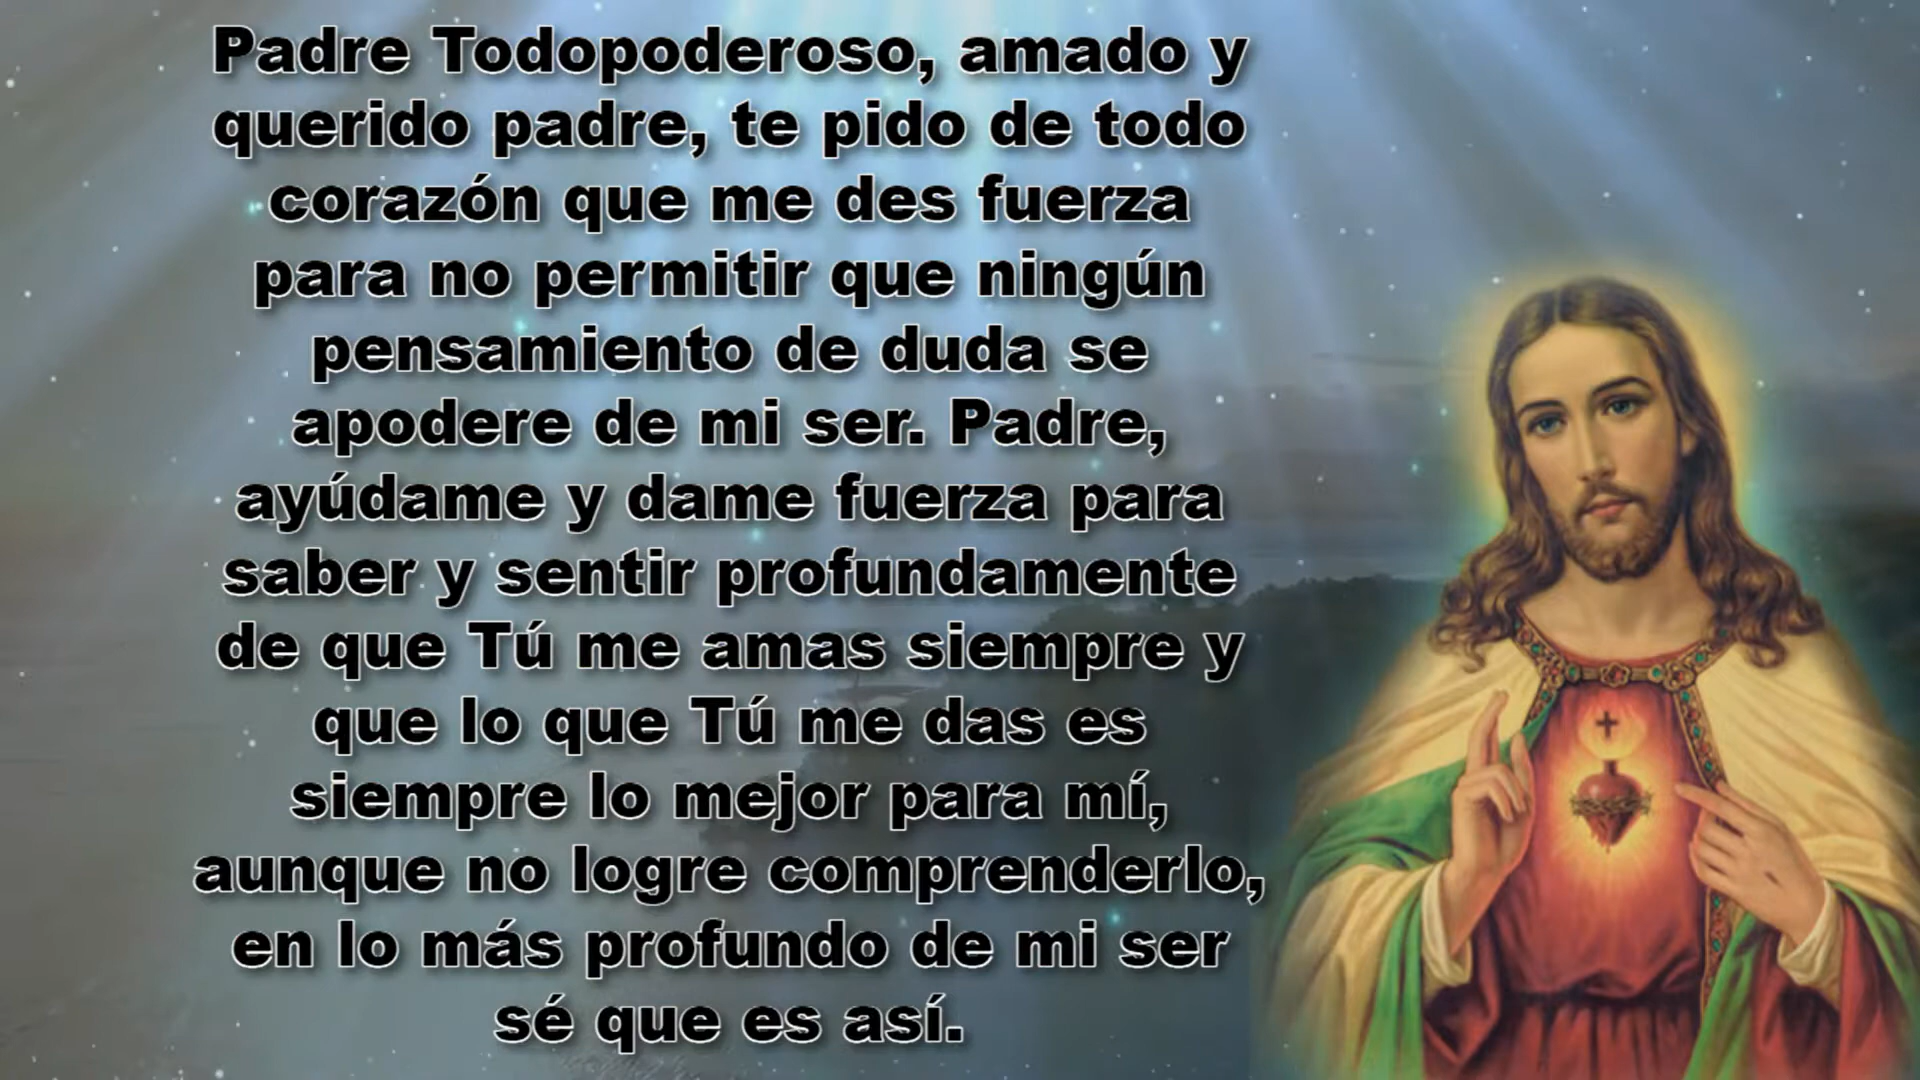 Padre Todopoderoso, amado y
querido padre, te pido de todo
corazón que me des fuerza
para no permitir que ningún
pensamiento de duda se
apodere de mi ser. Padre,
ayúdame y dame fuerza para
saber y sentir profundamente
de que Tú me amas siempre y
que lo que Tú me das es
siempre lo mejor para mí,
aunque no logre comprenderlo,
en lo más profundo de mi ser
sé que es así.